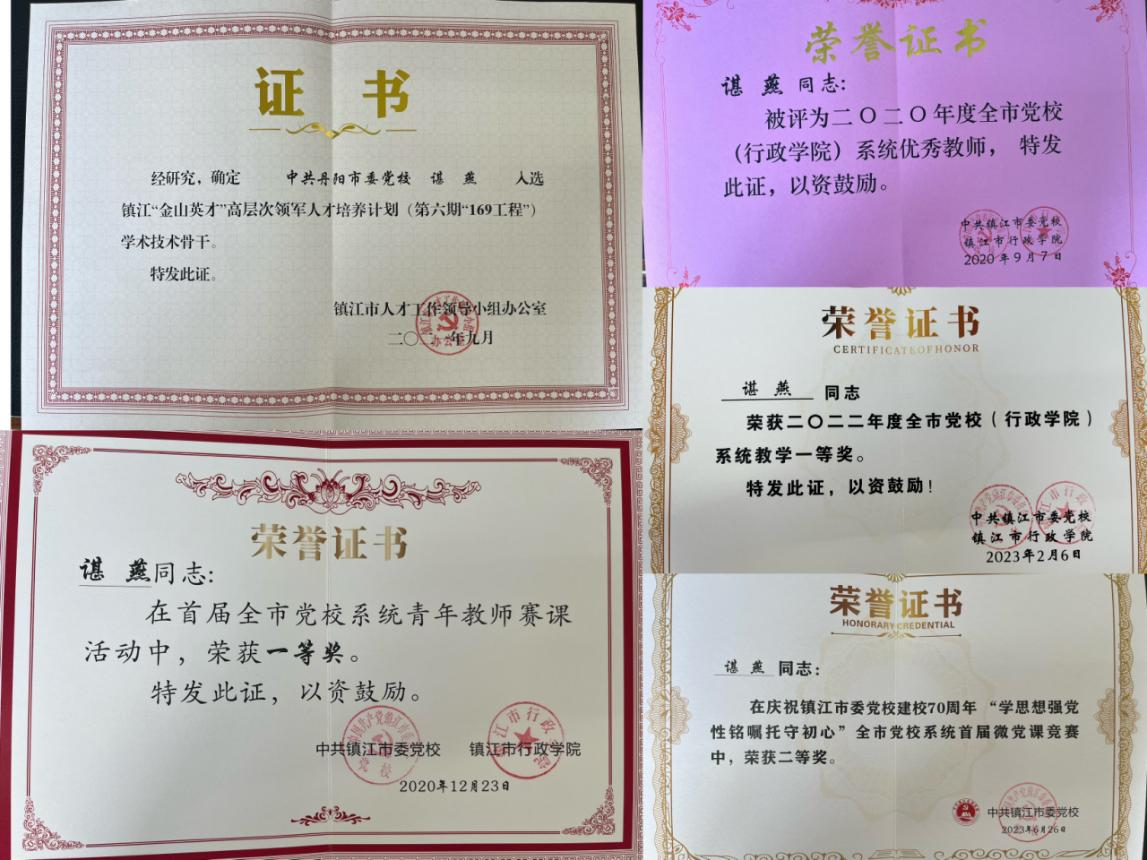 证 书
经研究，确定 中共丹阳市委党校 谌 燕 入选
镇江“金山英才”高层次领军人才培养计划（第六期“169工程”）
学术技术骨干。
特发此证。
镇江市人才工作领导小组办公室
年九月
荣誉证书
谌 燕 同志：
被评为二〇二〇年度全市党校
（行政学院）系统优秀教师，特发
此证，以资鼓励。
中共镇江市委党校
镇江市行政学院
2020年9月7日
荣誉证书
CERTIFICATE OF HONOR
谌 燕 同志
荣获二〇二二年度全市党校（行政学院）
系统教学一等奖。
特发此证，以资鼓励！
中共镇江市委党校
镇江市行政学院
2023年2月6日
荣誉证书
谌 燕同志：
在首届全市党校系统青年教师赛课
活动中，荣获一等奖。
特发此证，以资鼓励。
中共镇江市委党校 镇江市行政学院
2020年12月23日
荣誉证书
HONORARY CREDENTIAL
谌 燕 同志：
在庆祝镇江市委党校建校70周年“学思想强党
性铭嘱托守初心”全市党校系统首届微党课竞赛
中，荣获二等奖。
中共镇江市委党校
2023年6月26日